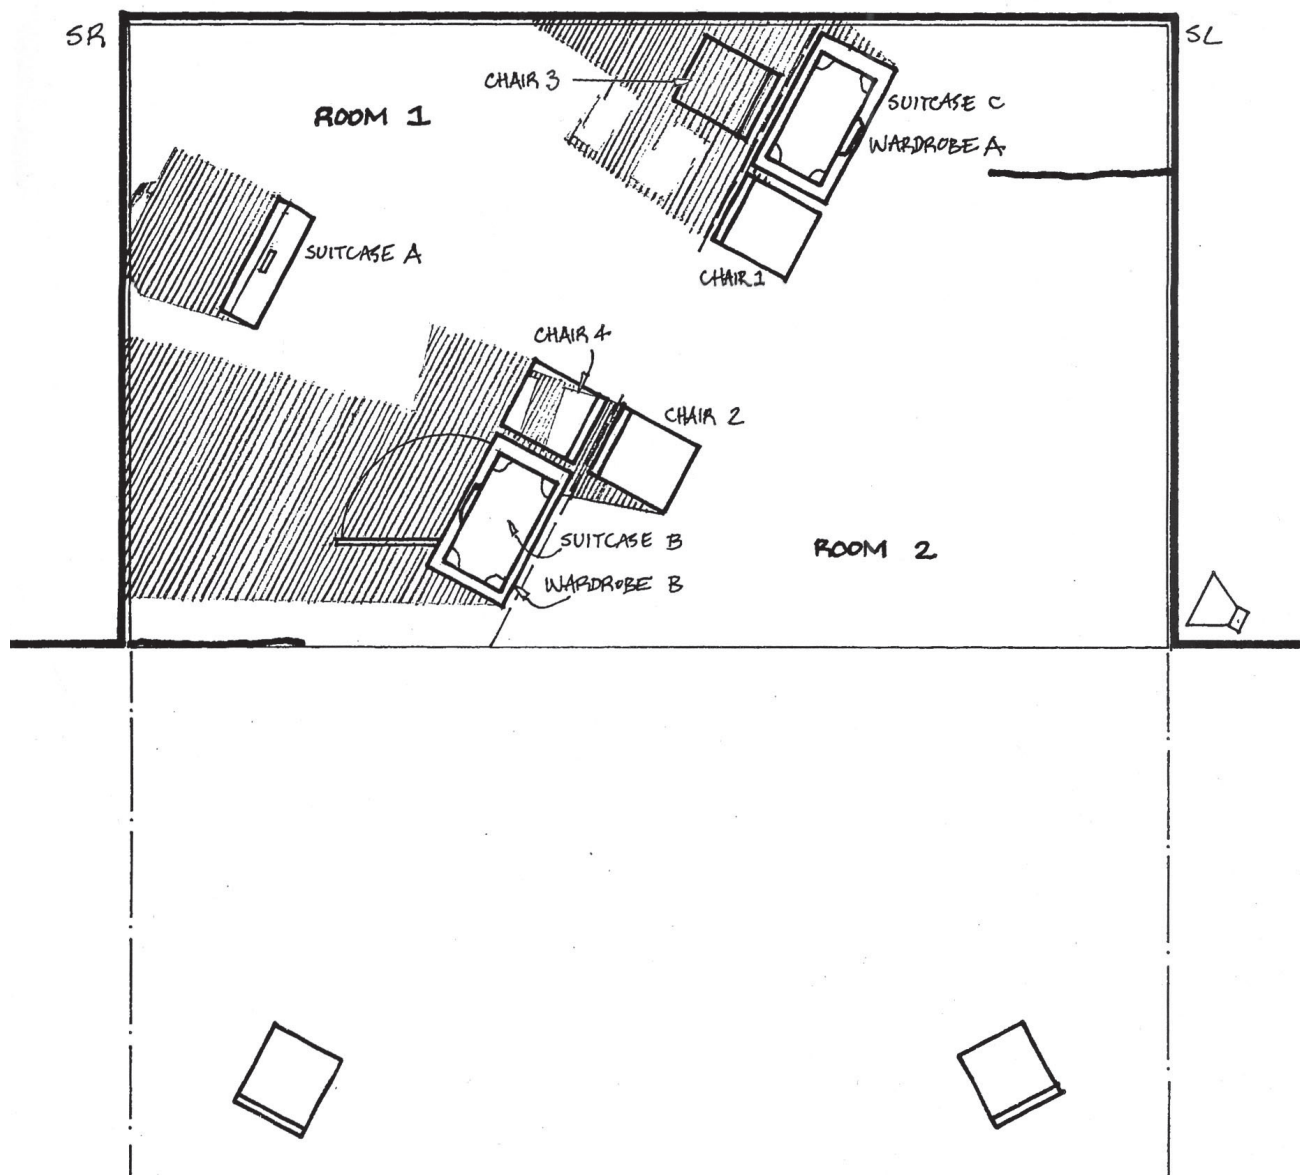 SR
SL
CHAIR 3
SUITCASE C
ROOM 1
WARDROBE A
SUITCASE A
CHAIR 1
CHAIR 4
CHAIR 2
SUITCASE B
ROOM 2
WARDROBE B